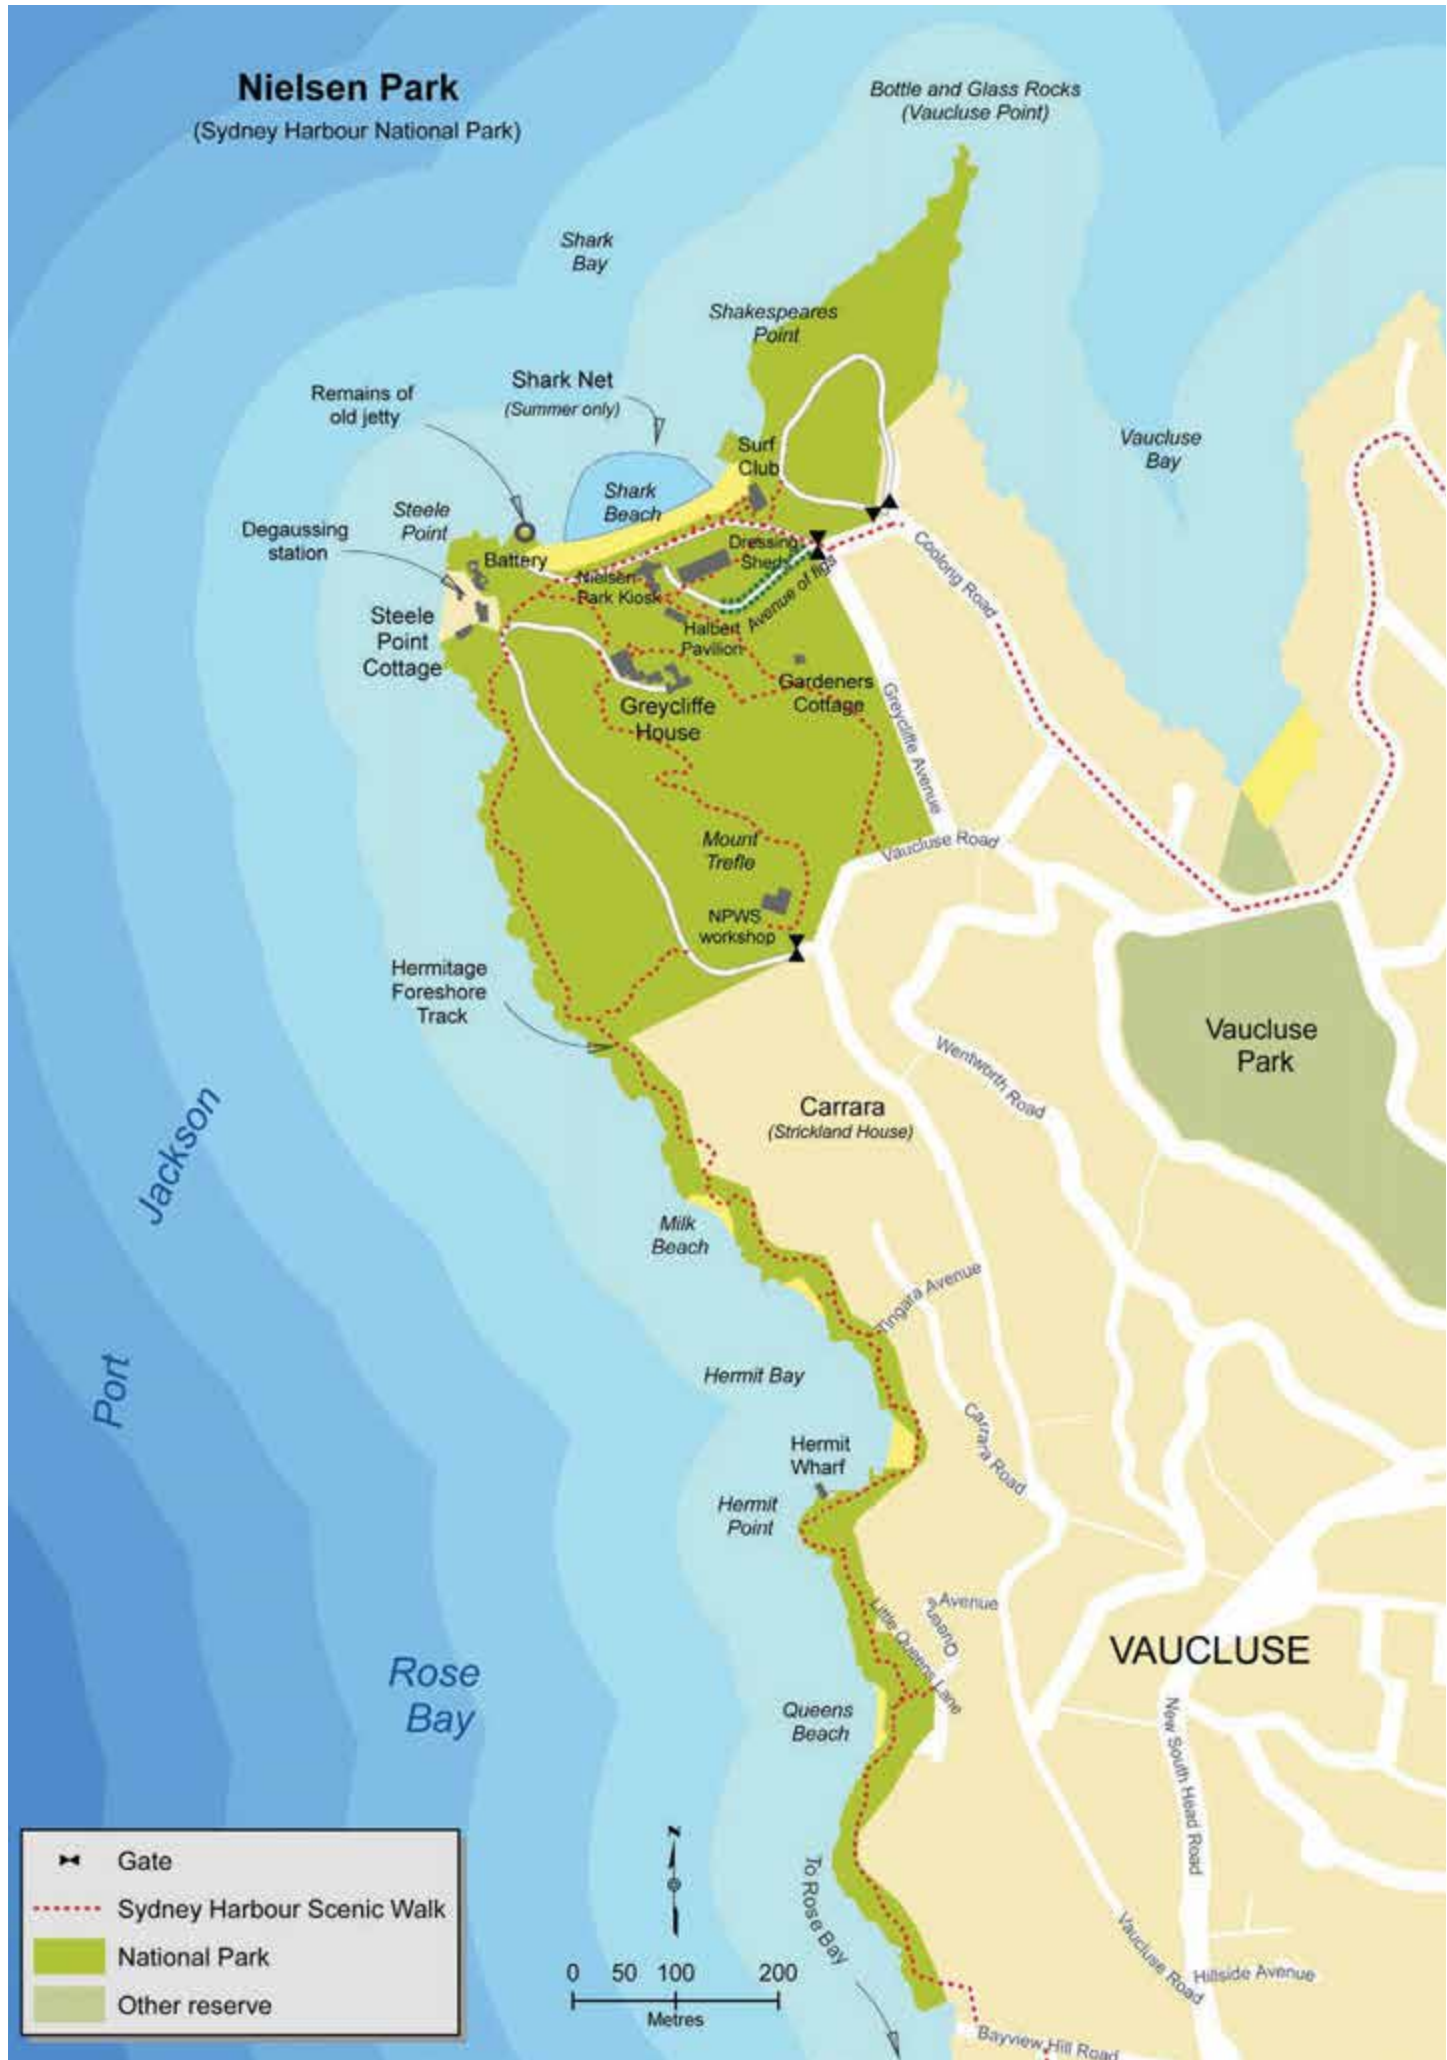 Nielsen Park
(Sydney Harbour National Park)
Bottle and Glass Rocks
(Vaucluse Point)
Shark
Bay
Shakespeares
Point
Shark Net
(Summer only)
Remains of
old jetty
Surf
Club
Vaucluse
Bay
Shark
Beach
Steele
Point
Degaussing
station
Battery
Dressing
Sheds
Nielsen
Park Kiosk
Avenue of figs
Coolong Road
Steele
Point
Cottage
Halbert
Pavilion
Gardeners
Cottage
Greycliffe
House
Greycliffe Avenue
Mount
Trefle
Vaucluse Road
NPWS
workshop
Hermitage
Foreshore
Track
Vaucluse
Park
Wentworth Road
Carrara
(Strickland House)
Port Jackson
Milk
Beach
Tingara Avenue
Hermit Bay
Carrara Road
Hermit
Wharf
Hermit
Point
Queens
Avenue
Little Queens Lane
VAUCLUSE
Rose
Bay
Queens
Beach
New South Head Road
To Rose Bay
Vaucluse Road
Hillside Avenue
Bayview Hill Road
Gate
Sydney Harbour Scenic Walk
National Park
Other reserve
N
0 50 100 200
Metres